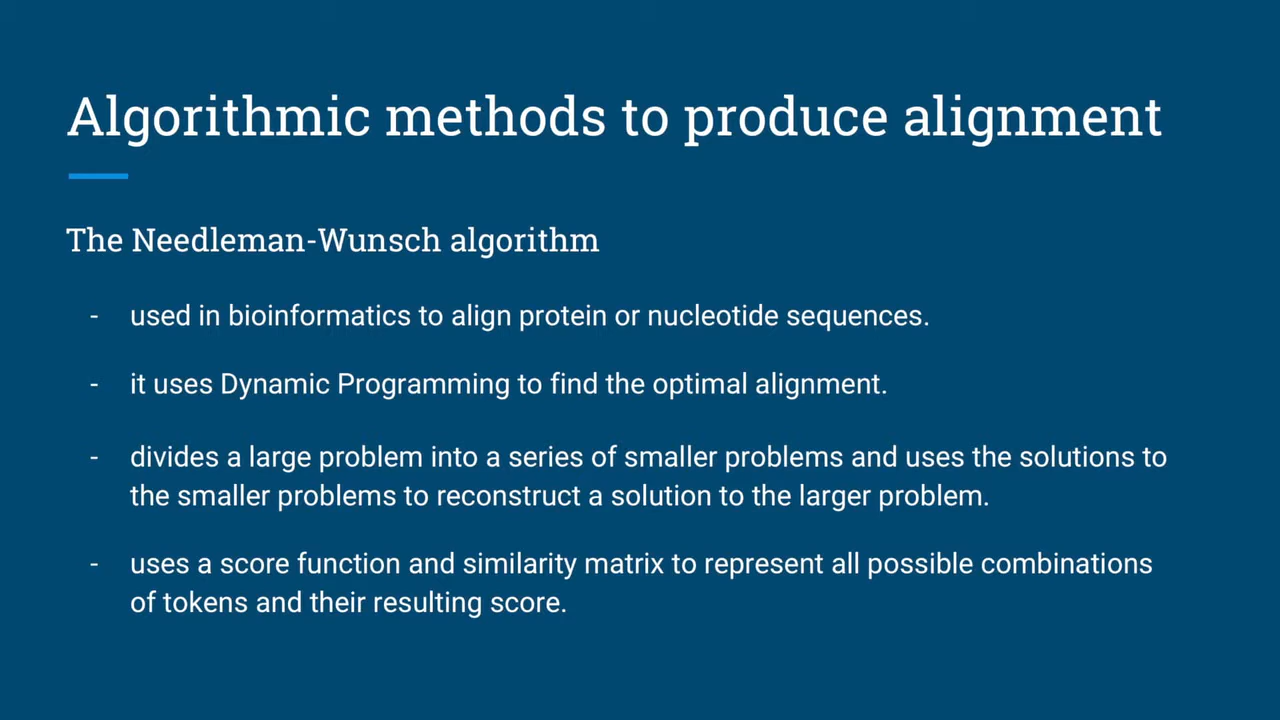 Algorithmic methods to produce alignment
The Needleman-Wunsch algorithm
- used in bioinformatics to align protein or nucleotide sequences.
- it uses Dynamic Programming to find the optimal alignment.
- divides a large problem into a series of smaller problems and uses the solutions to
the smaller problems to reconstruct a solution to the larger problem.
- uses a score function and similarity matrix to represent all possible combinations
of tokens and their resulting score.